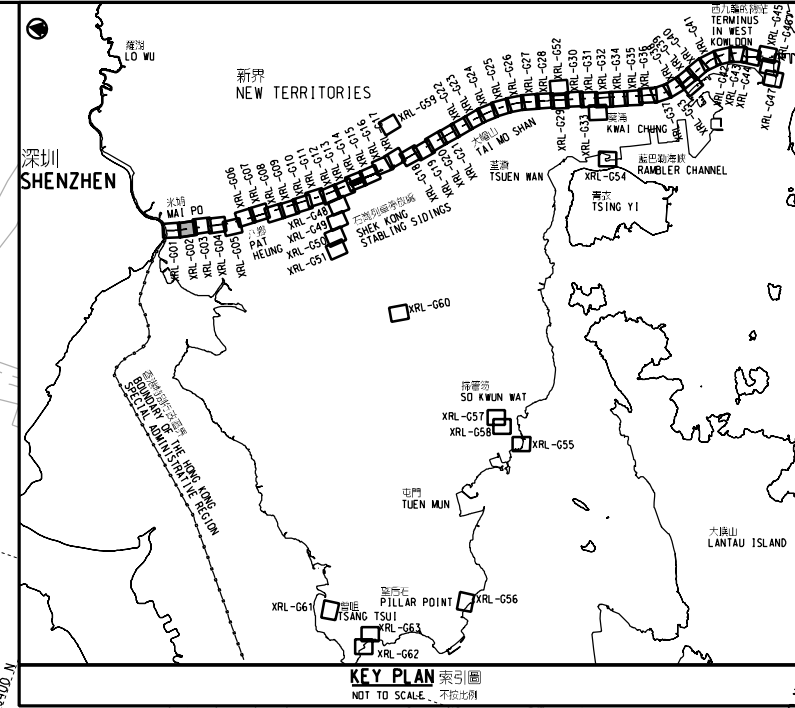 羅湖
LO WU
新界
NEW TERRITORIES
深圳
SHENZHEN
米埔
MAI PO
八鄉
PAT
HEUNG
石崗列車停放處
SHEK KONG
STABLING SIDINGS
大帽山
TAI MO SHAN
荃灣
TSUEN WAN
葵涌
KWAI CHUNG
藍巴勒海峽
RAMBLER CHANNEL
青衣
TSING YI
TERMINUS
IN WEST
KOWLOON
XRL-G01
XRL-G02
XRL-G03
XRL-G04
XRL-G05
XRL-G06
XRL-G07
XRL-G08
XRL-G09
XRL-G10
XRL-G11
XRL-G12
XRL-G13
XRL-G14
XRL-G15
XRL-G16
XRL-G18
XRL-G19
XRL-G20
XRL-G21
XRL-G22
XRL-G23
XRL-G24
XRL-G25
XRL-G26
XRL-G27
XRL-G28
XRL-G52
XRL-G29
XRL-G30
XRL-G31
XRL-G32
XRL-G33
XRL-G34
XRL-G35
XRL-G36
XRL-G37
XRL-G40
XRL-G41
XRL-G42
XRL-G43
XRL-G44
XRL-G45
XRL-G47
XRL-G48
XRL-G49
XRL-G50
XRL-G51
XRL-G53
XRL-G54
XRL-G59
XRL-G60
掃管笏
SO KWUN WAT
XRL-G57
XRL-G58
XRL-G55
屯門
TUEN MUN
大嶼山
LANTAU ISLAND
香港特別行政區界
BOUNDARY OF THE HONG KONG
SPECIAL ADMINISTRATIVE REGION
望后石
PILLAR POINT
XRL-G56
XRL-G61
曾咀
TSANG TSUI
XRL-G63
XRL-G62
KEY PLAN 索引圖
NOT TO SCALE 不按比例